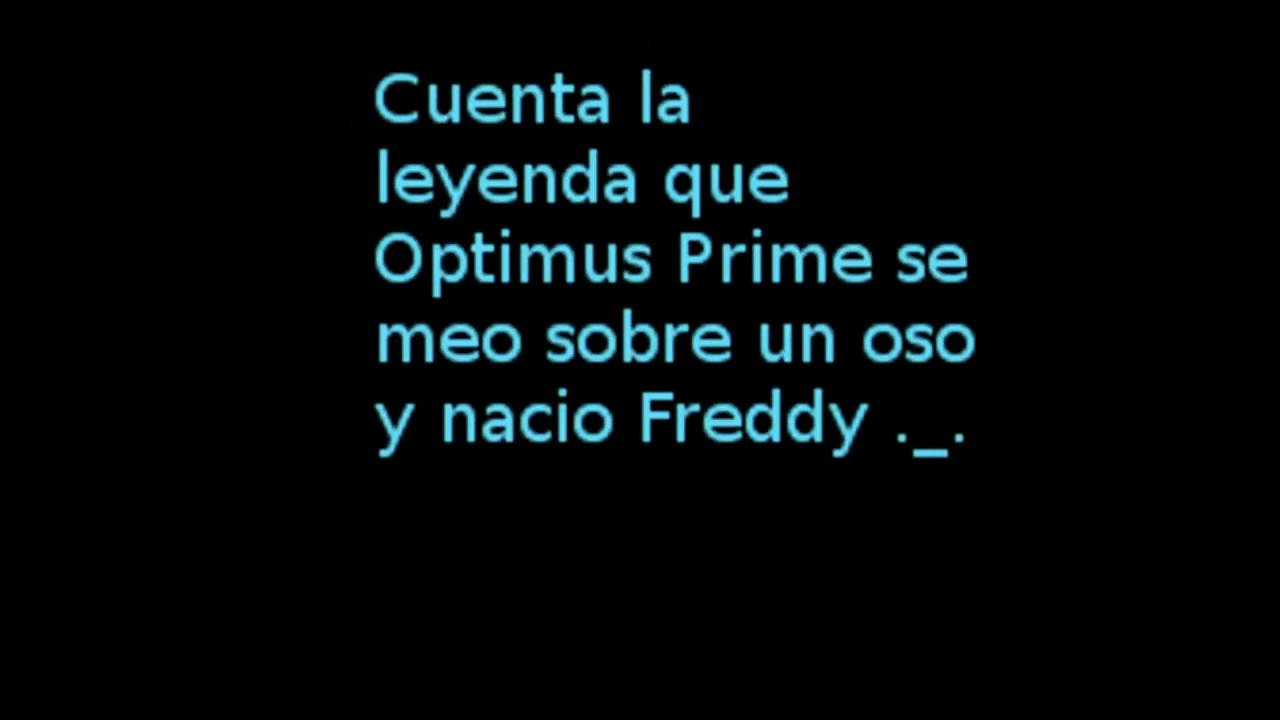 Cuenta la
leyenda que
Optimus Prime se
meo sobre un oso
y nacio Freddy ._.